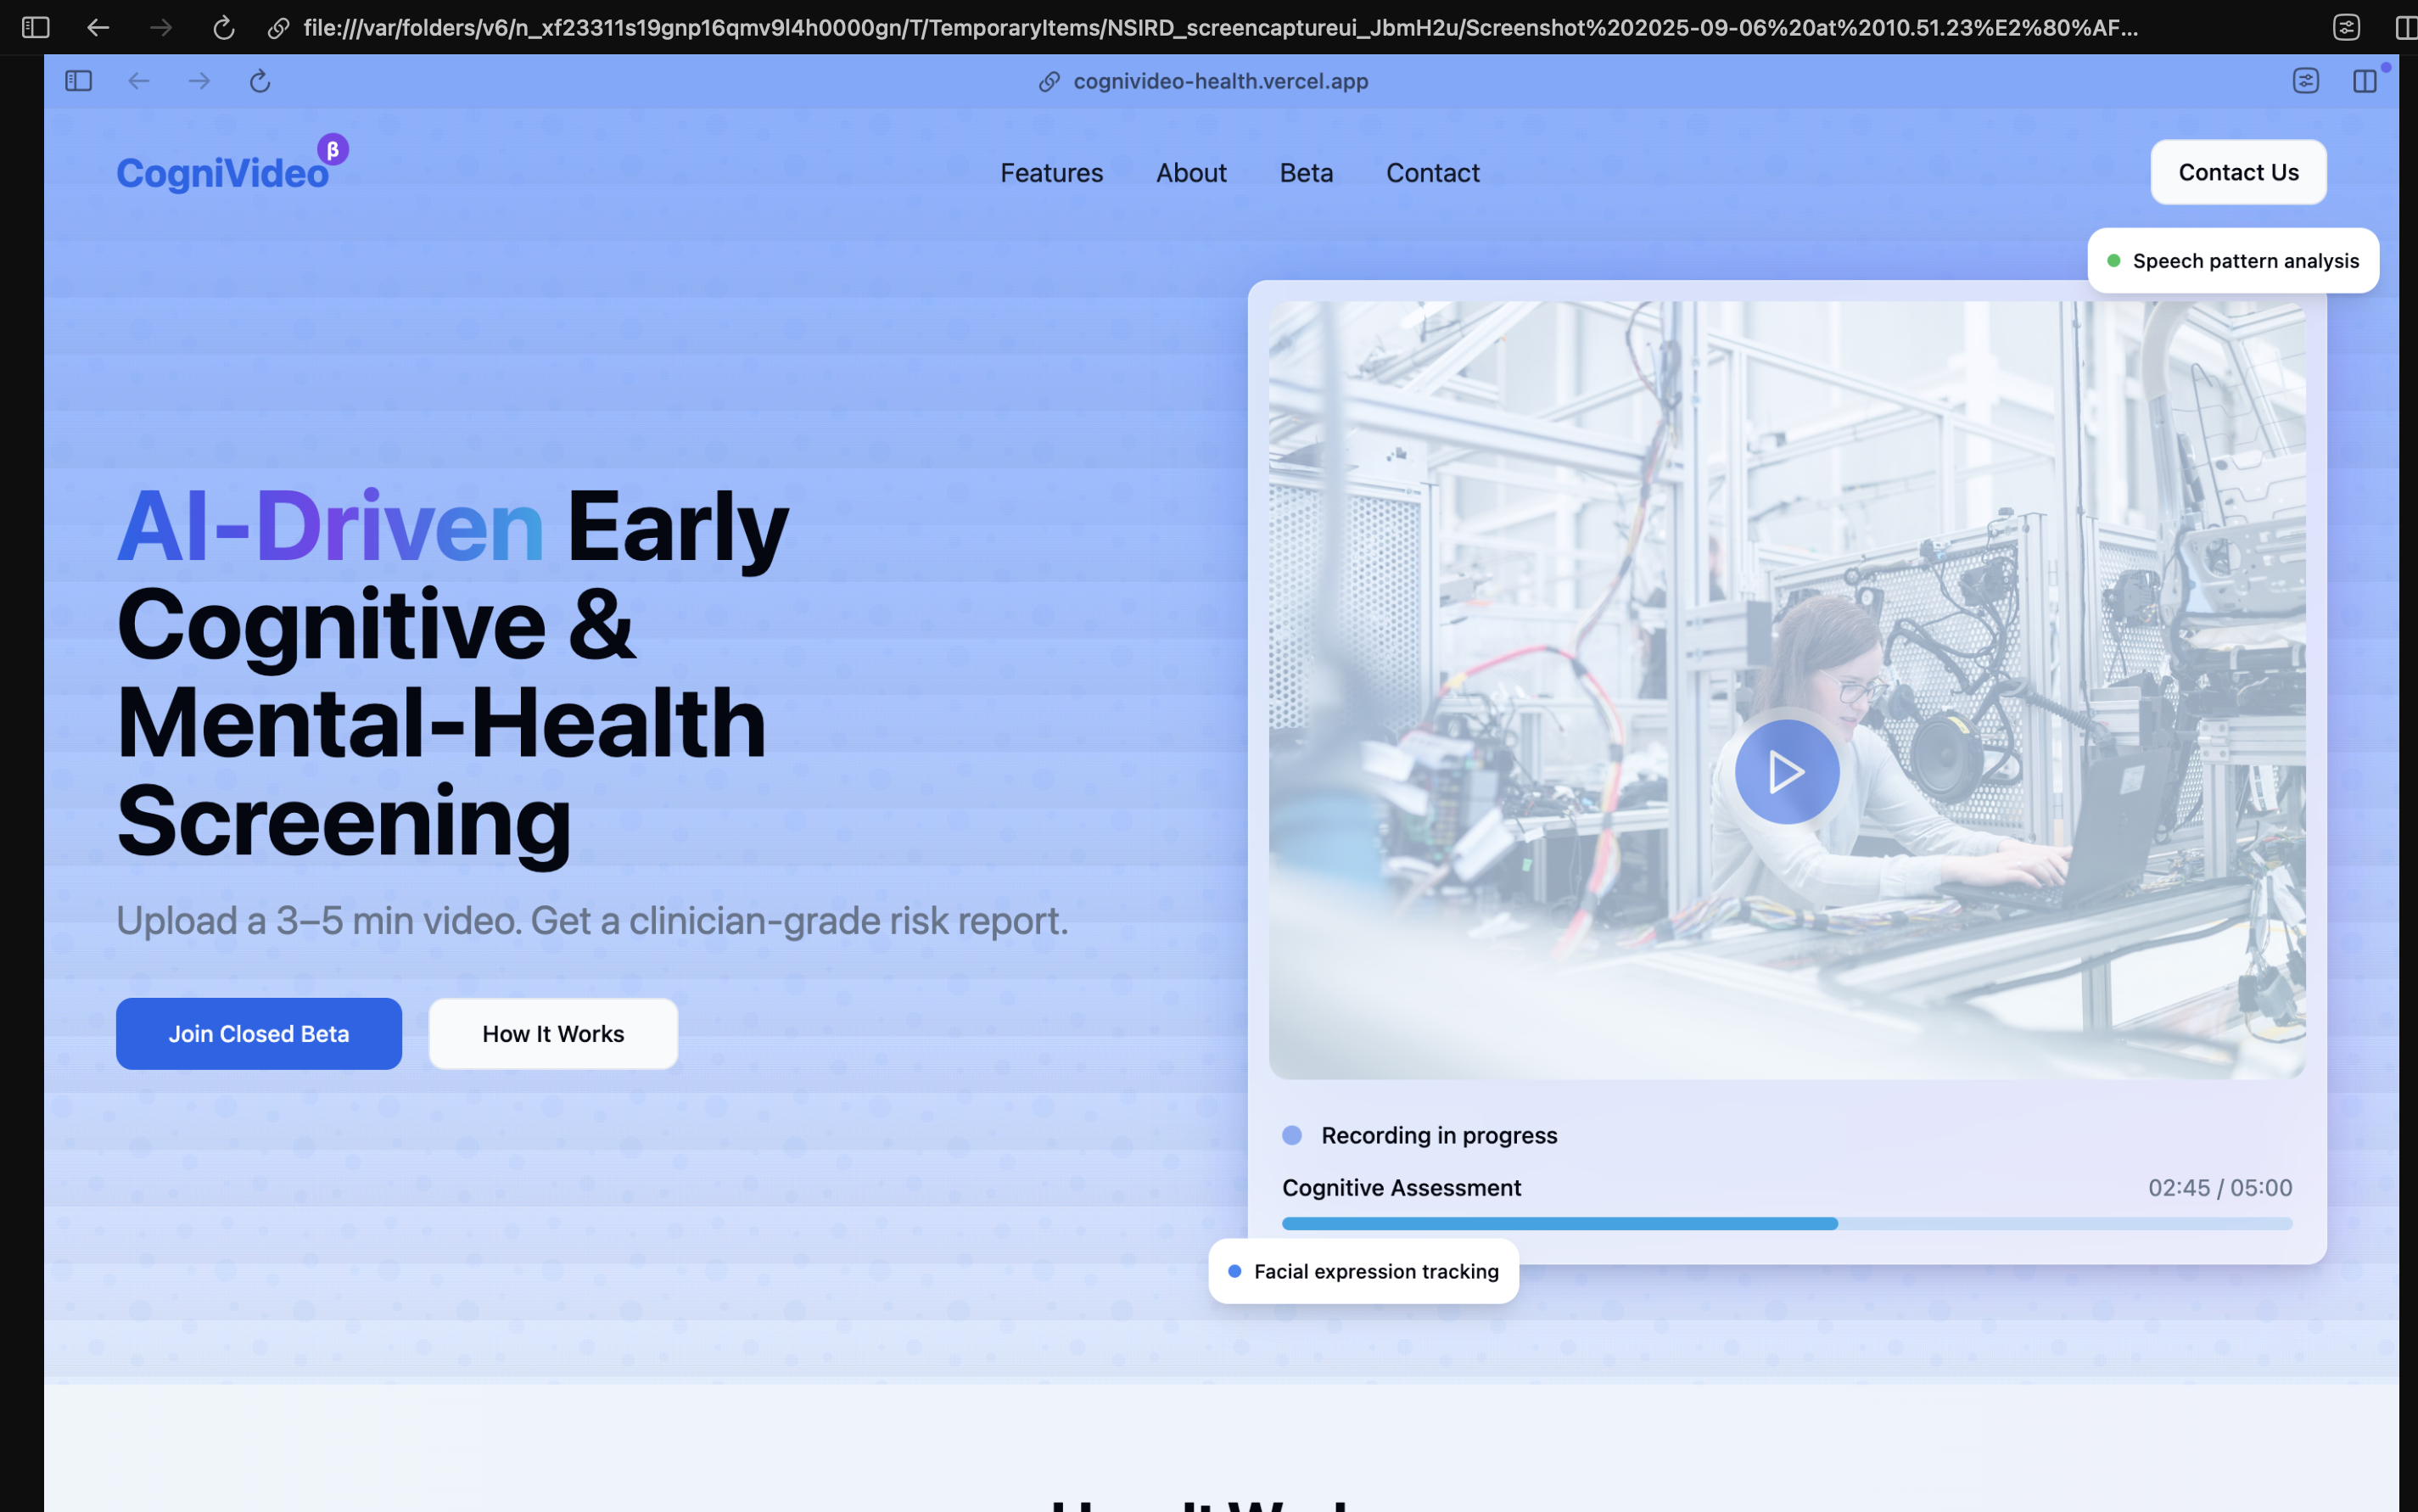 file:///var/folders/v6/n_xf23311s19gnp16qmv9l4h0000gn/T/TemporaryItems/NSIRD_screencaptureui_JbmH2u/Screenshot%202025-09-06%20at%2010.51.23%E2%80%AF...
cognivideo-health.vercel.app
CogniVideo β
Features About Beta Contact
Contact Us
Speech pattern analysis
AI-Driven Early
Cognitive &
Mental-Health
Screening
Upload a 3–5 min video. Get a clinician-grade risk report.
Join Closed Beta
How It Works
Recording in progress
Cognitive Assessment 02:45 / 05:00
Facial expression tracking